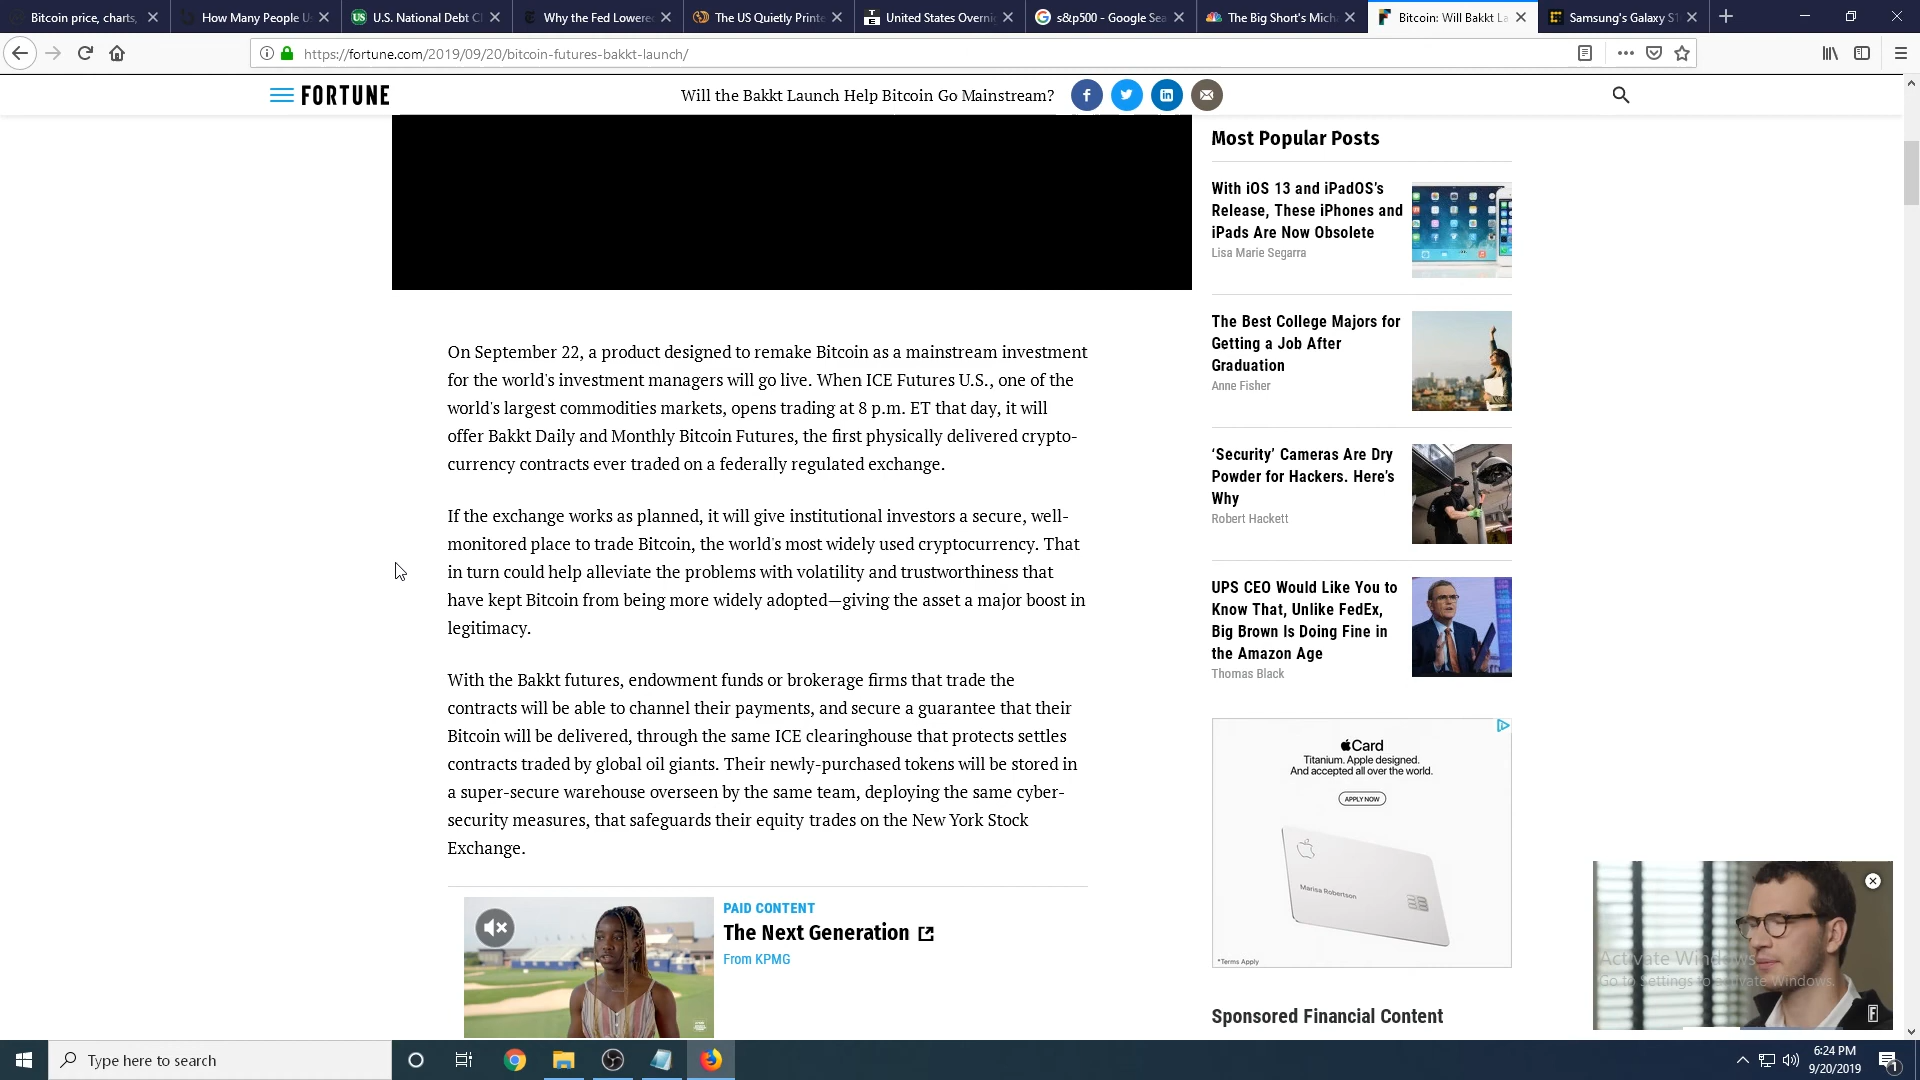 Bitcoin price, charts,
How Many People U
U.S. National Debt Cl
Why the Fed Lowere
The US Quietly Printe
United States Overnig
s&p500 - Google Sea
The Big Short's Mich
Bitcoin: Will Bakkt La
Samsung's Galaxy S1
https://fortune.com/2019/09/20/bitcoin-futures-bakkt-launch/
FORTUNE
Will the Bakkt Launch Help Bitcoin Go Mainstream?
On September 22, a product designed to remake Bitcoin as a mainstream investment
for the world's investment managers will go live. When ICE Futures U.S., one of the
world's largest commodities markets, opens trading at 8 p.m. ET that day, it will
offer Bakkt Daily and Monthly Bitcoin Futures, the first physically delivered crypto-
currency contracts ever traded on a federally regulated exchange.
If the exchange works as planned, it will give institutional investors a secure, well-
monitored place to trade Bitcoin, the world's most widely used cryptocurrency. That
in turn could help alleviate the problems with volatility and trustworthiness that
have kept Bitcoin from being more widely adopted—giving the asset a major boost in
legitimacy.
With the Bakkt futures, endowment funds or brokerage firms that trade the
contracts will be able to channel their payments, and secure a guarantee that their
Bitcoin will be delivered, through the same ICE clearinghouse that protects settles
contracts traded by global oil giants. Their newly-purchased tokens will be stored in
a super-secure warehouse overseen by the same team, deploying the same cyber-
security measures, that safeguards their equity trades on the New York Stock
Exchange.
PAID CONTENT
The Next Generation
From KPMG
Most Popular Posts
With iOS 13 and iPadOS's
Release, These iPhones and
iPads Are Now Obsolete
Lisa Marie Segarra
The Best College Majors for
Getting a Job After
Graduation
Anne Fisher
‘Security’ Cameras Are Dry
Powder for Hackers. Here's
Why
Robert Hackett
UPS CEO Would Like You to
Know That, Unlike FedEx,
Big Brown Is Doing Fine in
the Amazon Age
Thomas Black
Card
Titanium. Apple designed.
And accepted all over the world.
APPLY NOW
Marisa Robertson
*Terms Apply
Sponsored Financial Content
Activate Windows
Go to Settings to activate Windows.
Type here to search
6:24 PM
9/20/2019
1